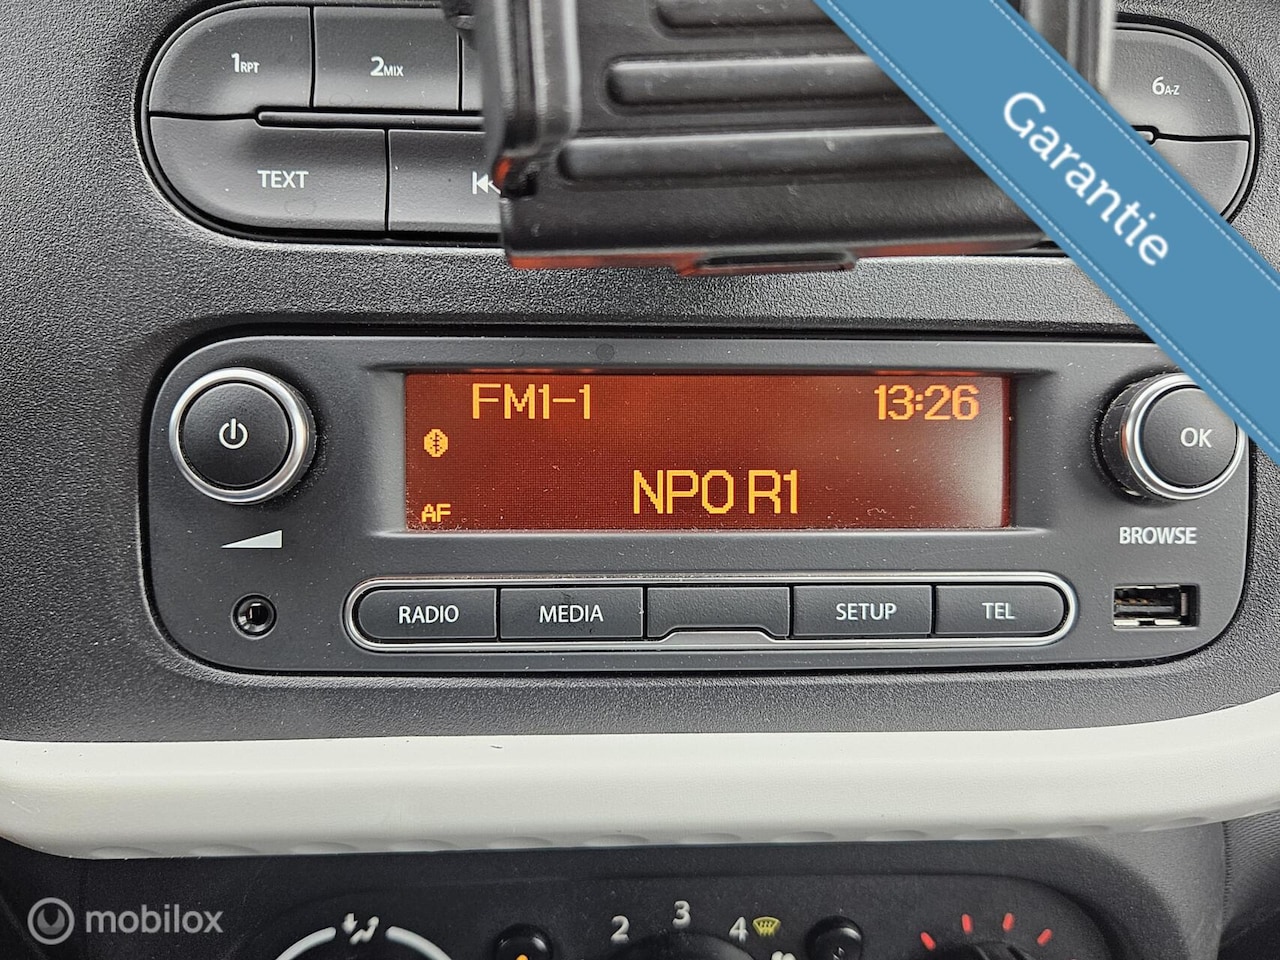 1RPT
2MIX
6A-Z
TEXT
Garantie
FM1-1
13:26
NPO R1
AF
OK
BROWSE
RADIO
MEDIA
SETUP
TEL
2
3
4
mobilox